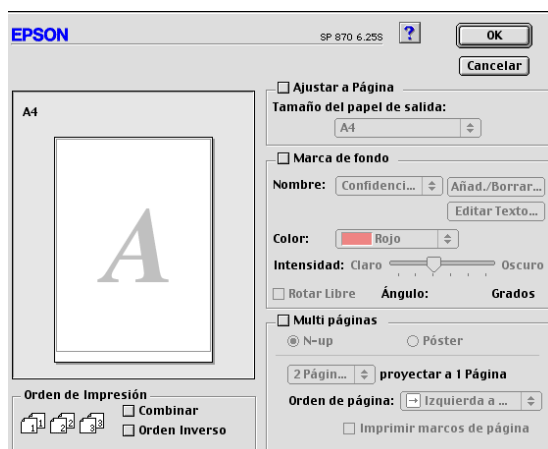 EPSON
SP 870 6.25S
?
OK
Cancelar
A4
A
Ajustar a Página
Tamaño del papel de salida:
A4
Marca de fondo
Nombre: Confidenci... Añad./Borrar...
Editar Texto...
Color: Rojo
Intensidad: Claro Oscuro
Rotar Libre Ángulo: Grados
Multi páginas
N-up Póster
2 Págin... proyectar a 1 Página
Orden de página: Izquierda a ...
Imprimir marcos de página
Orden de Impresión
1 1 2 2 3 3
Combinar
Orden Inverso